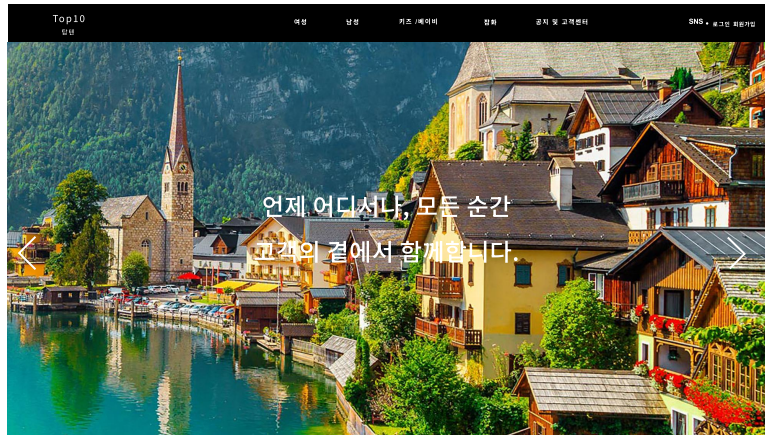 Top10
탑텐
여성
남성
키즈 /베이비
잡화
공지 및 고객센터
SNS
로그인 회원가입
언제 어디서나, 모든 순간
고객의 곁에서 함께합니다.